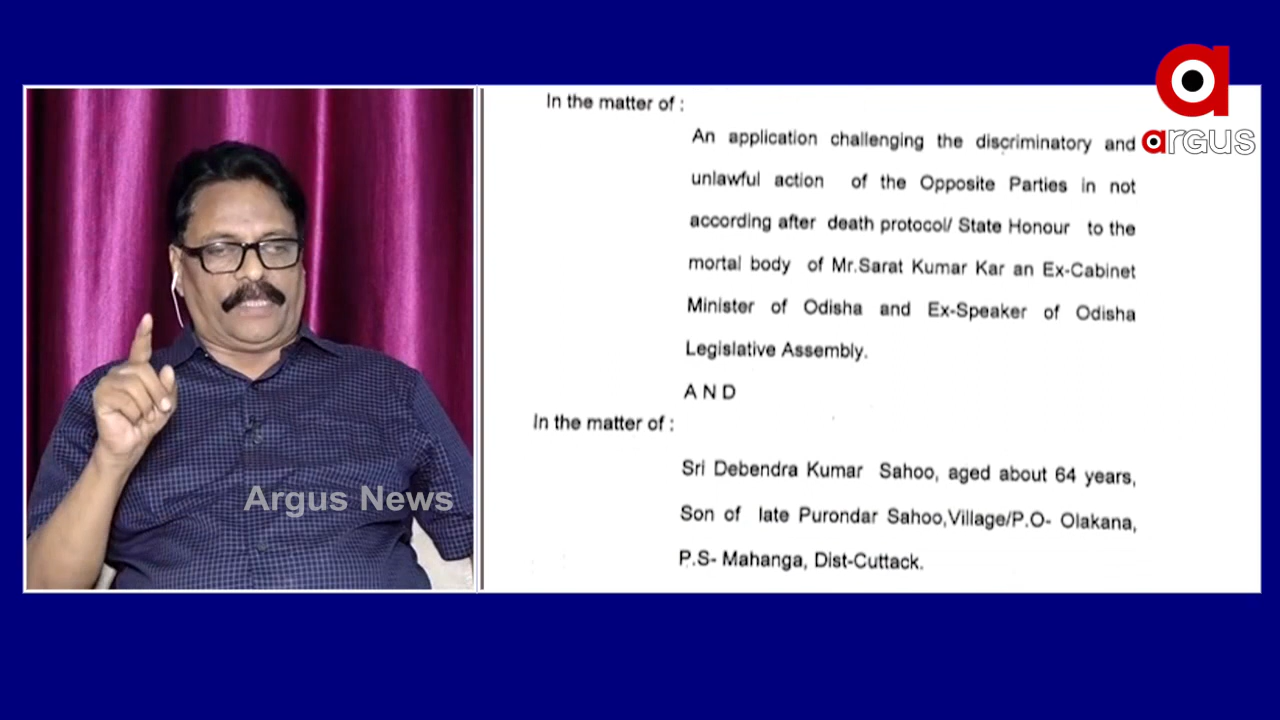 argus
In the matter of :
An application challenging the discriminatory and
unlawful action of the Opposite Parties in not
according after death protocol/ State Honour to the
mortal body of Mr.Sarat Kumar Kar an Ex-Cabinet
Minister of Odisha and Ex-Speaker of Odisha
Legislative Assembly.
A N D
In the matter of :
Sri Debendra Kumar Sahoo, aged about 64 years,
Son of late Purondar Sahoo,Village/P.O- Olakana,
P.S- Mahanga, Dist-Cuttack.
Argus News